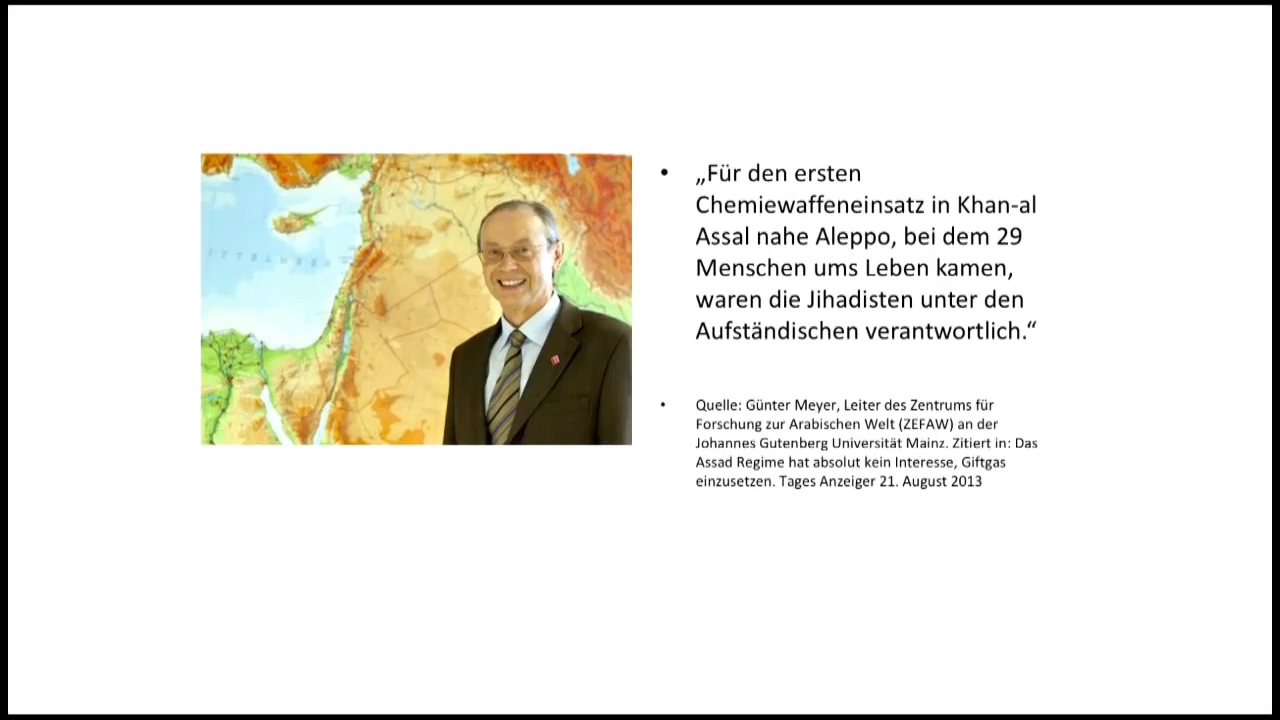 • „Für den ersten
Chemiewaffeneinsatz in Khan-al
Assal nahe Aleppo, bei dem 29
Menschen ums Leben kamen,
waren die Jihadisten unter den
Aufständischen verantwortlich.“
• Quelle: Günter Meyer, Leiter des Zentrums für
Forschung zur Arabischen Welt (ZEFAW) an der
Johannes Gutenberg Universität Mainz. Zitiert in: Das
Assad Regime hat absolut kein Interesse, Giftgas
einzusetzen. Tages Anzeiger 21. August 2013